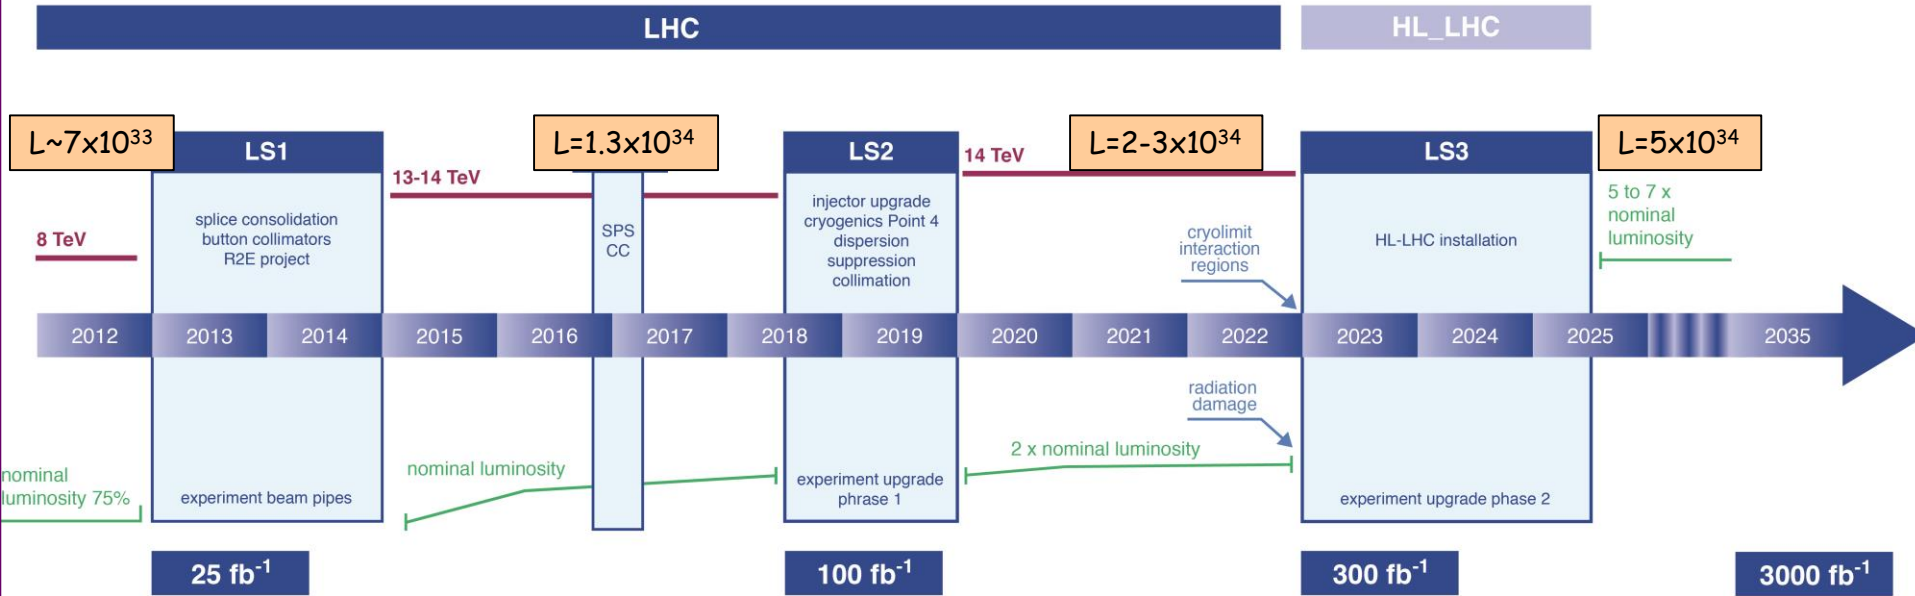 LHC
HL_LHC
L~7x10³³
LS1
L=1.3x10³⁴
LS2
14 TeV
L=2-3x10³⁴
LS3
L=5x10³⁴
13-14 TeV
8 TeV
splice consolidation
button collimators
R2E project
SPS
CC
injector upgrade
cryogenics Point 4
dispersion
suppression
collimation
cryolimit
interaction
regions
HL-LHC installation
5 to 7 x
nominal
luminosity
2012
2013
2014
2015
2016
2017
2018
2019
2020
2021
2022
2023
2024
2025
2035
radiation
damage
nominal
luminosity 75%
experiment beam pipes
nominal luminosity
experiment upgrade
phrase 1
2 x nominal luminosity
experiment upgrade phase 2
25 fb⁻¹
100 fb⁻¹
300 fb⁻¹
3000 fb⁻¹